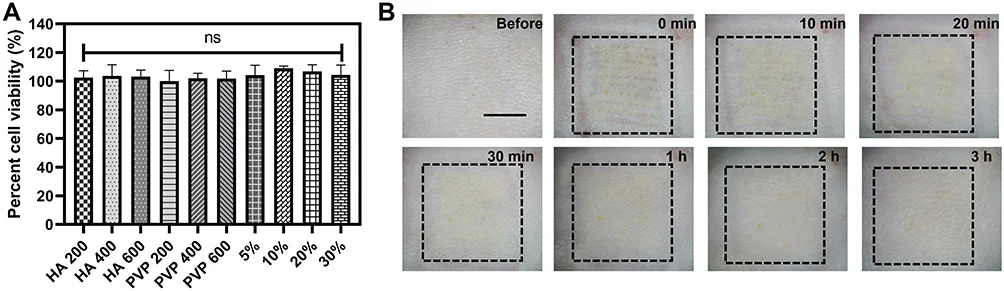 A
Percent cell viability (%)
140
120
100
80
60
40
20
0
ns
HA 200
HA 400
HA 600
PVP 200
PVP 400
PVP 600
5%
10%
20%
30%
B
Before
0 min
10 min
20 min
30 min
1 h
2 h
3 h